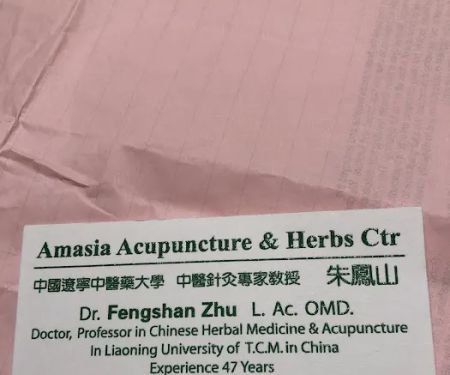 Amasia Acupuncture & Herbs Ctr
中國遼寧中醫藥大學 中醫針灸專家教授 朱鳳山
Dr. Fengshan Zhu L. Ac. OMD.
Doctor, Professor in Chinese Herbal Medicine & Acupuncture
In Liaoning University of T.C.M. in China
Experience 47 Years